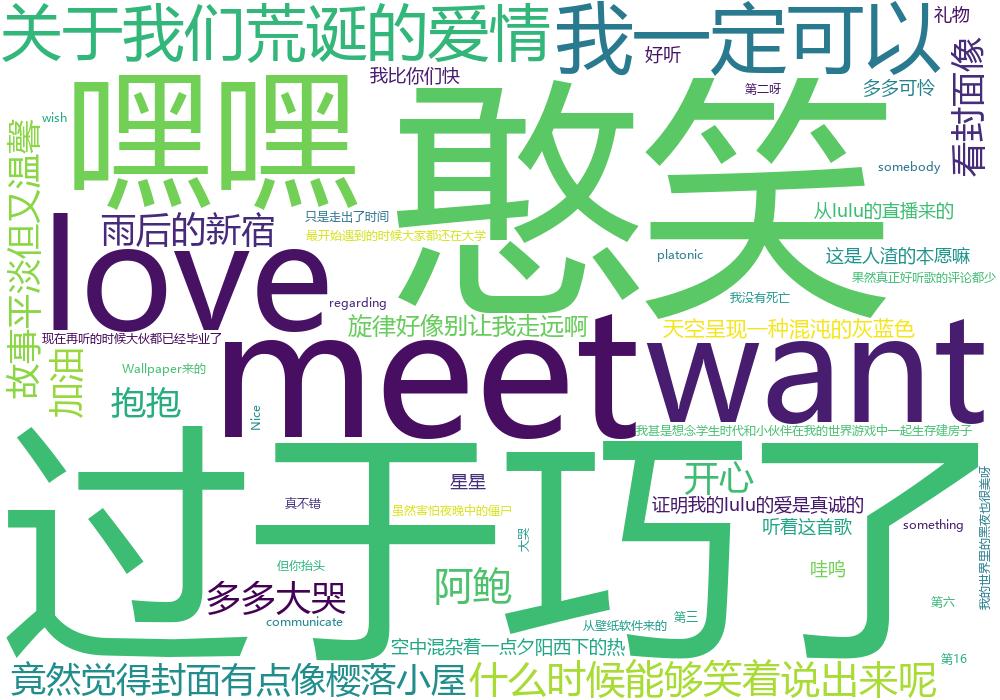 关于我们荒诞的爱情
我一定可以
礼物
好听
我比你们快
看封面像
第二呀
多多可怜
wish
嘿嘿
憨笑
故事平淡但又温馨
somebody
从lulu的直播来的
雨后的新宿
只是走出了时间
最开始遇到的时候大家都还在大学
love
platonic
这是人渣的本愿嘛
果然真正好听歌的评论都少
regarding
我没有死亡
旋律好像别让我走远啊
天空呈现一种混沌的灰蓝色
现在再听的时候大伙都已经毕业了
meet
want
Wallpaper来的
加油
抱抱
Nice
我甚是想念学生时代和小伙伴在我的世界游戏中一起生存建房子
过于巧了
开心
星星
真不错
证明我的lulu的爱是真诚的
虽然害怕夜晚中的僵尸
听着这首歌
something
大哭
我的世界里的黑夜也很美呀
但你抬头
哇呜
阿鲍
多多大哭
第六
communicate
第三
从壁纸软件来的
空中混杂着一点夕阳西下的热
第16
竟然觉得封面有点像樱落小屋
什么时候能够笑着说出来呢